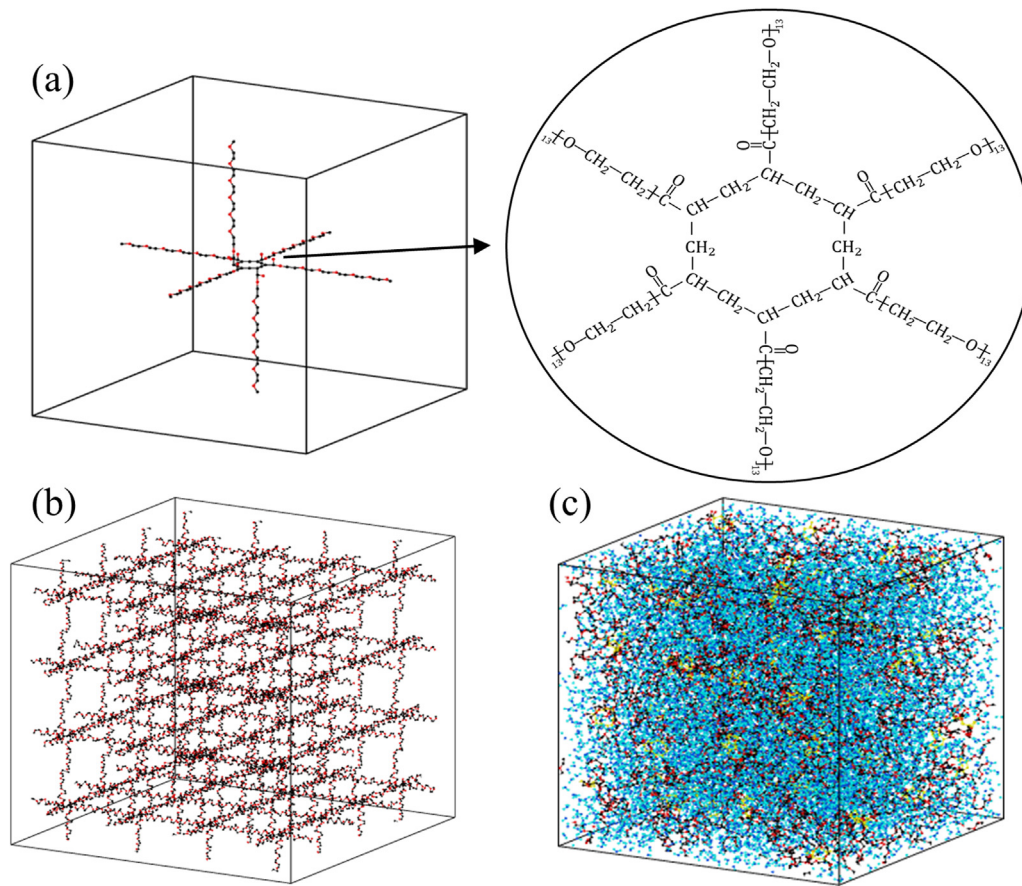 (a)
O=C–[CH₂–CH₂–O]₁₃
₁₃[O–CH₂–CH₂]–C=O
O=C–[CH₂–CH₂–O]₁₃
CH
CH₂
CH₂
CH
CH
CH₂
CH₂
CH
CH
CH₂
CH₂
CH
₁₃[O–CH₂–CH₂]–C=O
O=C–[CH₂–CH₂–O]₁₃
C=O
[CH₂–CH₂–O]₁₃
(b)
(c)